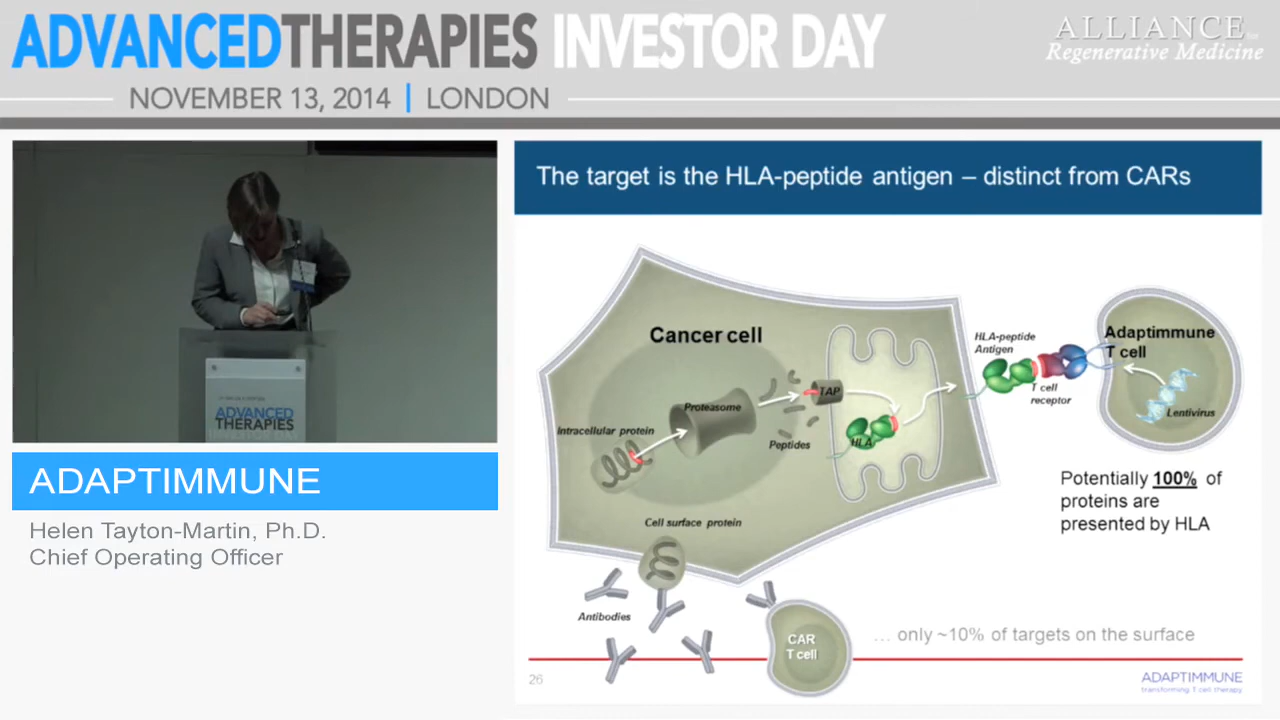 ADVANCEDTHERAPIES INVESTOR DAY
ALLIANCE for
Regenerative Medicine
NOVEMBER 13, 2014 | LONDON
ADVANCED
THERAPIES
INVESTOR DAY
ADAPTIMMUNE
Helen Tayton-Martin, Ph.D.
Chief Operating Officer
The target is the HLA-peptide antigen – distinct from CARs
Cancer cell
HLA-peptide
Antigen
Adaptimmune
T cell
T cell
receptor
Lentivirus
TAP
Proteasome
Intracellular protein
Peptides
HLA
Potentially 100% of
proteins are
presented by HLA
Cell surface protein
Antibodies
CAR
T cell
... only ~10% of targets on the surface
26
ADAPTIMMUNE
transforming T cell therapy